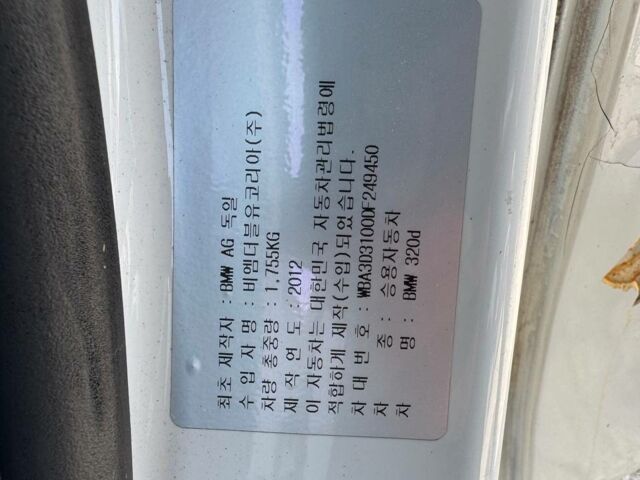 최초 제작자 : BMW AG 독일
수 입 사 명 : 비엠더블유코리아(주)
차량 총중량 : 1,755KG
제 작 연 도 : 2012
이 자동차는 대한민국 자동차관리법령에
적합하게 제작(수입)되었습니다.
차 대 번 호 : WBA3D3100DF249450
차 종 : 승용자동차
차 명 : BMW 320d